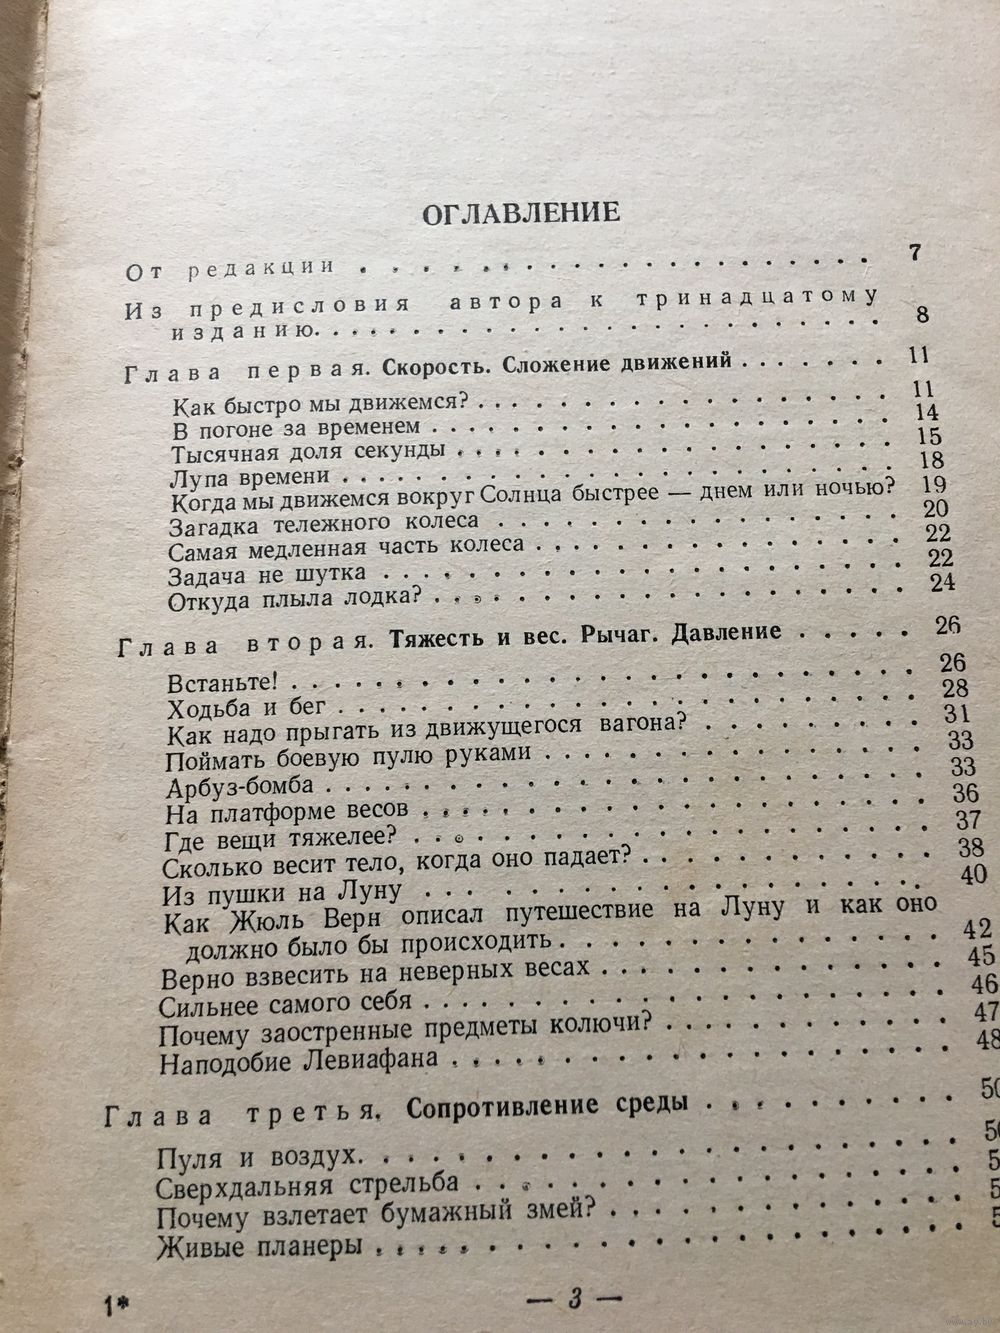 ОГЛАВЛЕНИЕ
От редакции . . . . . . . . . . . . . . . . . . 7
Из предисловия автора к тринадцатому
изданию. . . . . . . . . . . . . . . . . . . 8
Глава первая. Скорость. Сложение движений . . . . . . . 11
Как быстро мы движемся? . . . . . . . . . . . . . . . 11
В погоне за временем . . . . . . . . . . . . . . . . . 14
Тысячная доля секунды . . . . . . . . . . . . . . . . 15
Лупа времени . . . . . . . . . . . . . . . . . . . . 18
Когда мы движемся вокруг Солнца быстрее — днем или ночью? 19
Загадка тележного колеса . . . . . . . . . . . . . . . 20
Самая медленная часть колеса . . . . . . . . . . . . . 22
Задача не шутка . . . . . . . . . . . . . . . . . . . 22
Откуда плыла лодка? . . . . . . . . . . . . . . . . . 24
Глава вторая. Тяжесть и вес. Рычаг. Давление . . . . . 26
Встаньте! . . . . . . . . . . . . . . . . . . . . . 26
Ходьба и бег . . . . . . . . . . . . . . . . . . . . 28
Как надо прыгать из движущегося вагона? . . . . . . . . 31
Поймать боевую пулю руками . . . . . . . . . . . . . 33
Арбуз-бомба . . . . . . . . . . . . . . . . . . . . 33
На платформе весов . . . . . . . . . . . . . . . . . 36
Где вещи тяжелее? . . . . . . . . . . . . . . . . . . 37
Сколько весит тело, когда оно падает? . . . . . . . . . . 38
Из пушки на Луну . . . . . . . . . . . . . . . . . . 40
Как Жюль Верн описал путешествие на Луну и как оно
должно было бы происходить . . . . . . . . . . . . . 42
Верно взвесить на неверных весах . . . . . . . . . . . . 45
Сильнее самого себя . . . . . . . . . . . . . . . . . 46
Почему заостренные предметы колючи? . . . . . . . . . . 47
Наподобие Левиафана . . . . . . . . . . . . . . . . . 48
Глава третья. Сопротивление среды . . . . . . . . . . 50
Пуля и воздух. . . . . . . . . . . . . . . . . . . .
Сверхдальняя стрельба . . . . . . . . . . . . . . . .
Почему взлетает бумажный змей? . . . . . . . . . . . .
Живые планеры . . . . . . . . . . . . . . . . . . .
1*
— 3 —